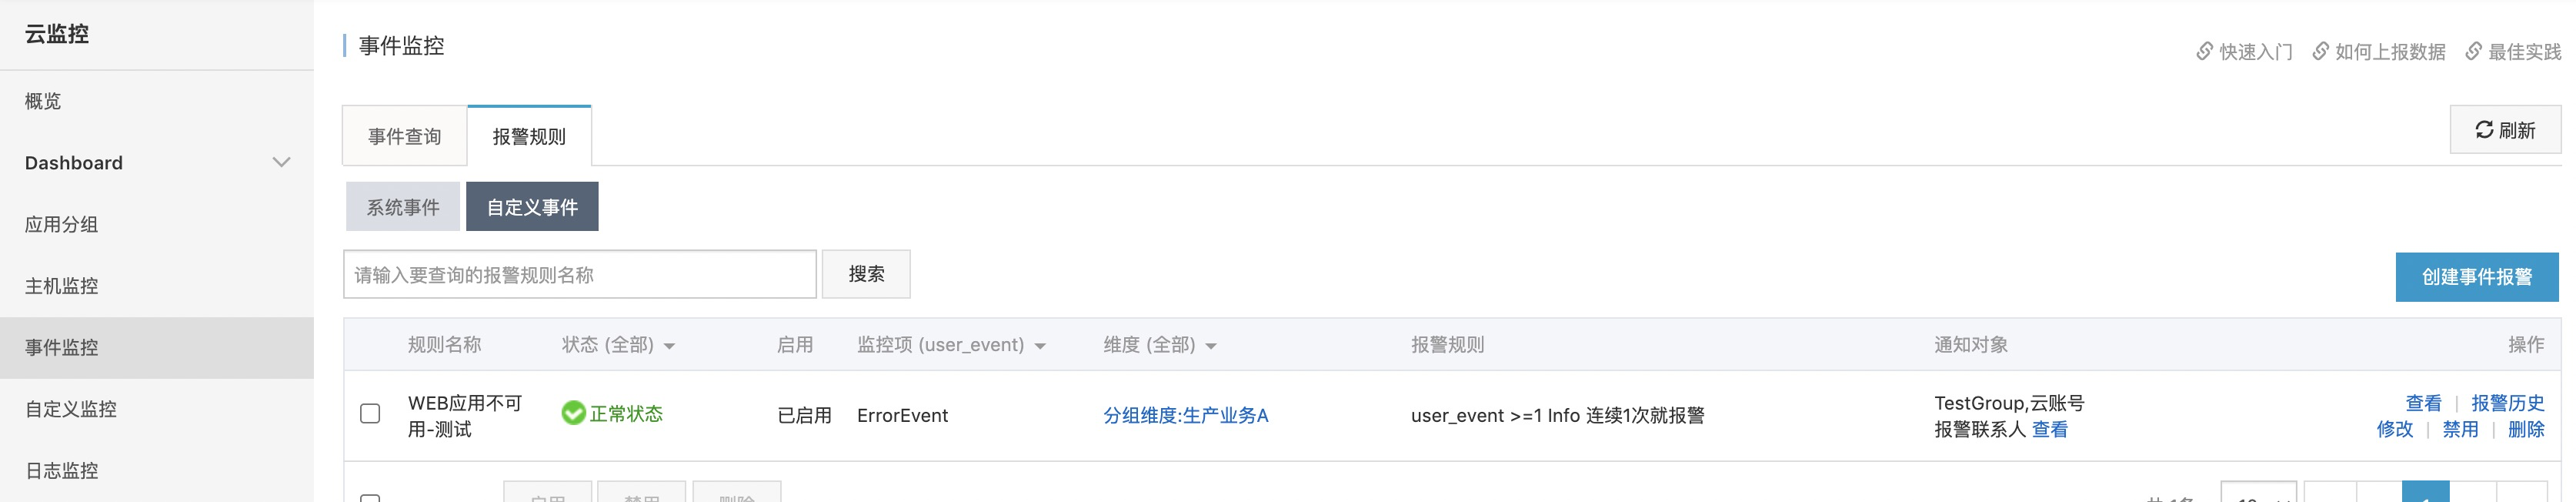 云监控
概览
Dashboard
应用分组
主机监控
事件监控
自定义监控
日志监控
事件监控
快速入门 如何上报数据 最佳实践
事件查询 报警规则
刷新
系统事件 自定义事件
请输入要查询的报警规则名称 搜索
创建事件报警
规则名称 状态 (全部) 启用 监控项 (user_event) 维度 (全部) 报警规则 通知对象 操作
WEB应用不可
用-测试
正常状态
已启用
ErrorEvent
分组维度:生产业务A
user_event >=1 Info 连续1次就报警
TestGroup,云账号
报警联系人 查看
查看 | 报警历史
修改 | 禁用 | 删除
启用 禁用 删除